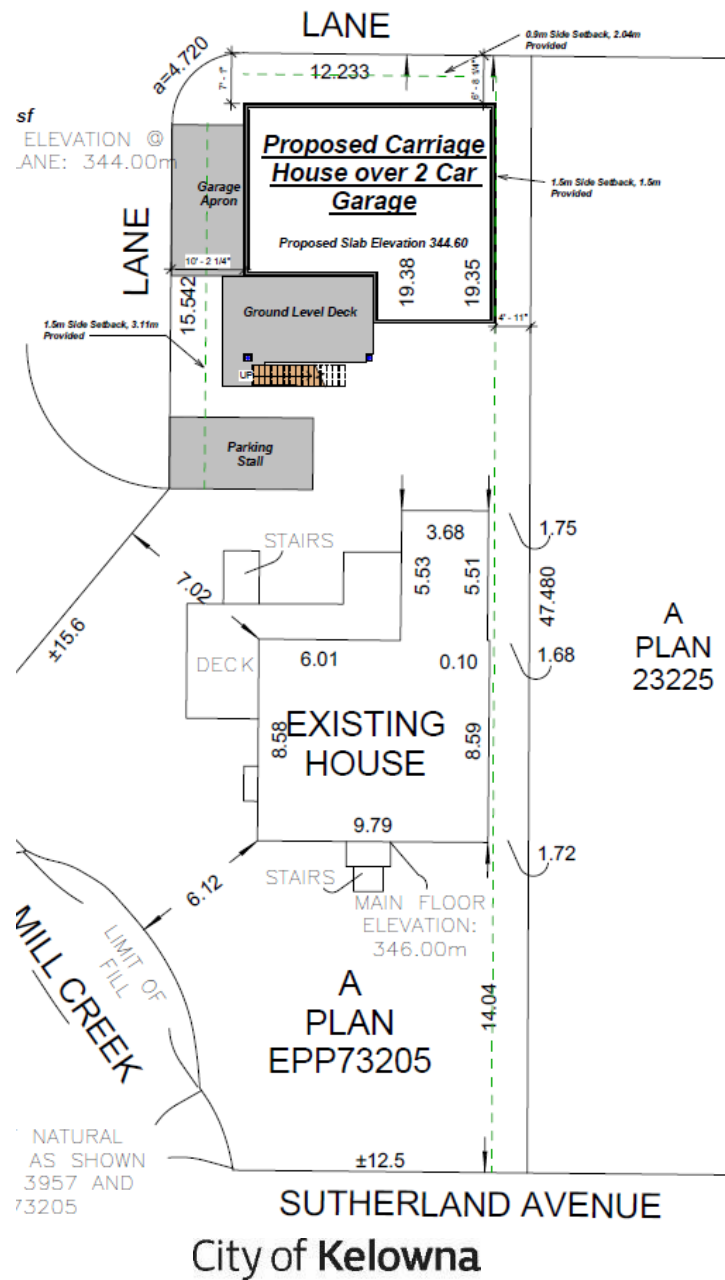 LANE
0.9m Side Setback, 2.04m
Provided
a=4.720
7' - 1"
12.233
6' - 8 1/4"
sf
ELEVATION @
LANE: 344.00m
Proposed Carriage
House over 2 Car
Garage
Garage
Apron
1.5m Side Setback, 1.5m
Provided
LANE
Proposed Slab Elevation 344.60
10' - 2 1/4"
19.38
19.35
15.542
Ground Level Deck
4' - 11"
1.5m Side Setback, 3.11m
Provided
UP
Parking
Stall
3.68
1.75
STAIRS
5.53
5.51
7.02
47.480
A
PLAN
23225
±15.6
DECK
6.01
0.10
1.68
EXISTING
HOUSE
8.58
8.59
9.79
1.72
6.12
STAIRS
MAIN FLOOR
ELEVATION:
346.00m
LIMIT OF
FILL
MILL CREEK
A
PLAN
EPP73205
14.04
NATURAL
AS SHOWN
3957 AND
73205
±12.5
SUTHERLAND AVENUE
City of Kelowna